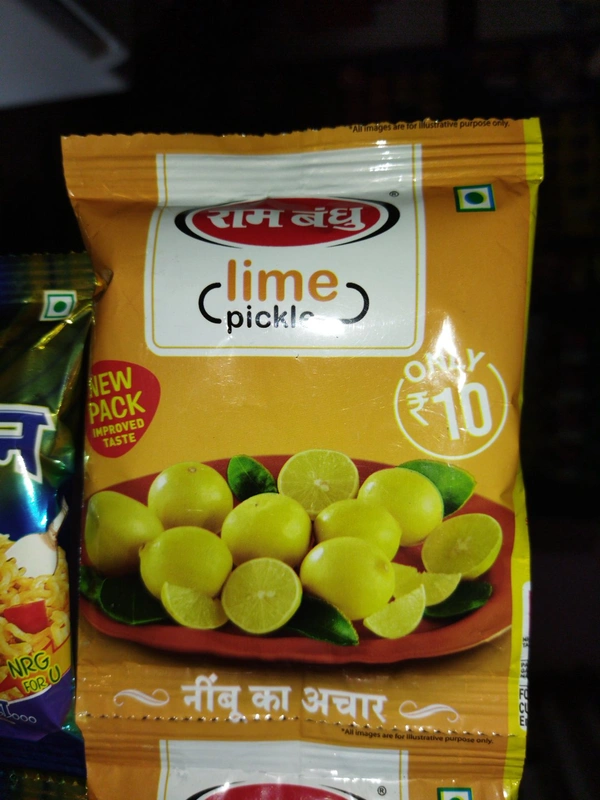 *All images are for illustrative purpose only.
राम बंधु ®
lime
pickle
ONLY
₹10
NEW
PACK
IMPROVED
TASTE
NRG
FOR U
नींबू का अचार
*All images are for illustrative purpose only.
®